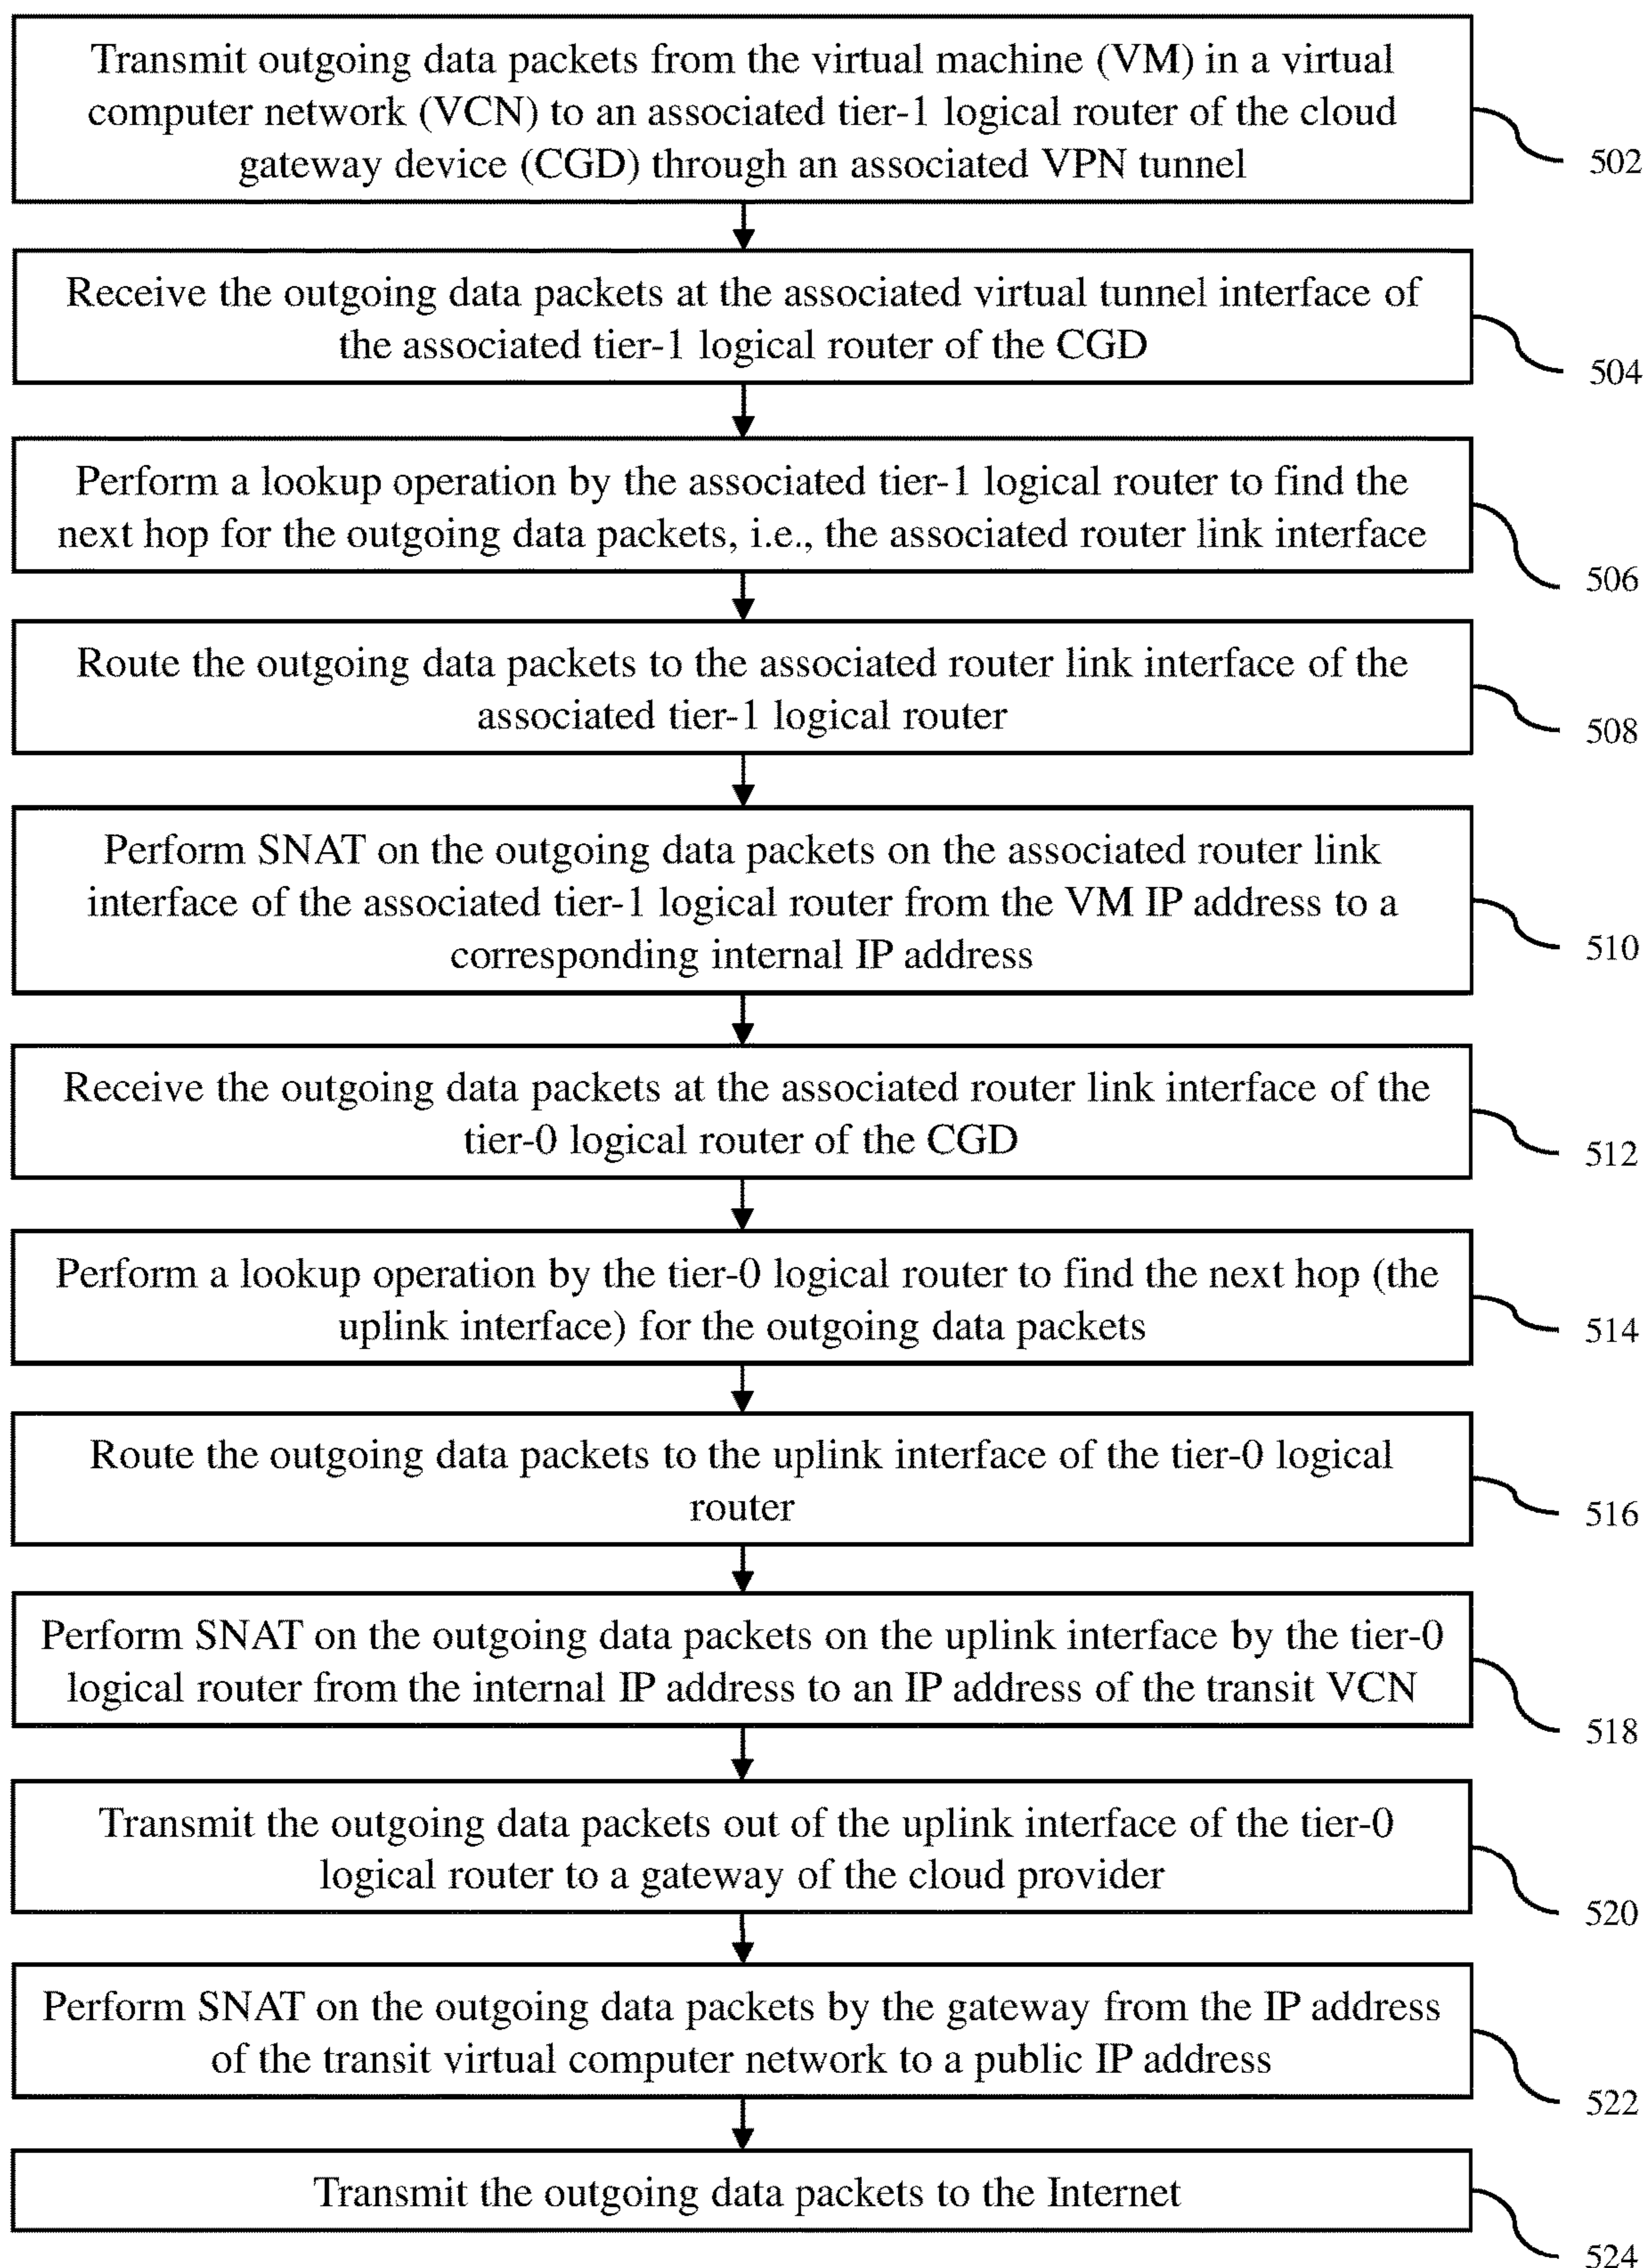 Transmit outgoing data packets from the virtual machine (VM) in a virtual
computer network (VCN) to an associated tier-1 logical router of the cloud
gateway device (CGD) through an associated VPN tunnel
502
Receive the outgoing data packets at the associated virtual tunnel interface of
the associated tier-1 logical router of the CGD
504
Perform a lookup operation by the associated tier-1 logical router to find the
next hop for the outgoing data packets, i.e., the associated router link interface
506
Route the outgoing data packets to the associated router link interface of the
associated tier-1 logical router
508
Perform SNAT on the outgoing data packets on the associated router link
interface of the associated tier-1 logical router from the VM IP address to a
corresponding internal IP address
510
Receive the outgoing data packets at the associated router link interface of the
tier-0 logical router of the CGD
512
Perform a lookup operation by the tier-0 logical router to find the next hop (the
uplink interface) for the outgoing data packets
514
Route the outgoing data packets to the uplink interface of the tier-0 logical
router
516
Perform SNAT on the outgoing data packets on the uplink interface by the tier-0
logical router from the internal IP address to an IP address of the transit VCN
518
Transmit the outgoing data packets out of the uplink interface of the tier-0
logical router to a gateway of the cloud provider
520
Perform SNAT on the outgoing data packets by the gateway from the IP address
of the transit virtual computer network to a public IP address
522
Transmit the outgoing data packets to the Internet
524